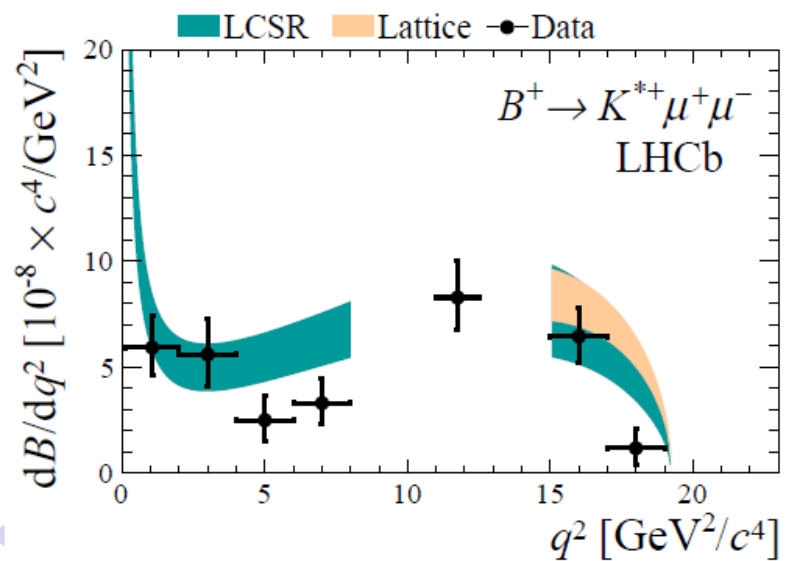 LCSR Lattice Data
B⁺ → K*⁺μ⁺μ⁻
LHCb
dB/dq² [10⁻⁸ × c⁴/GeV²]
20
15
10
5
0
0 5 10 15 20
q² [GeV²/c⁴]